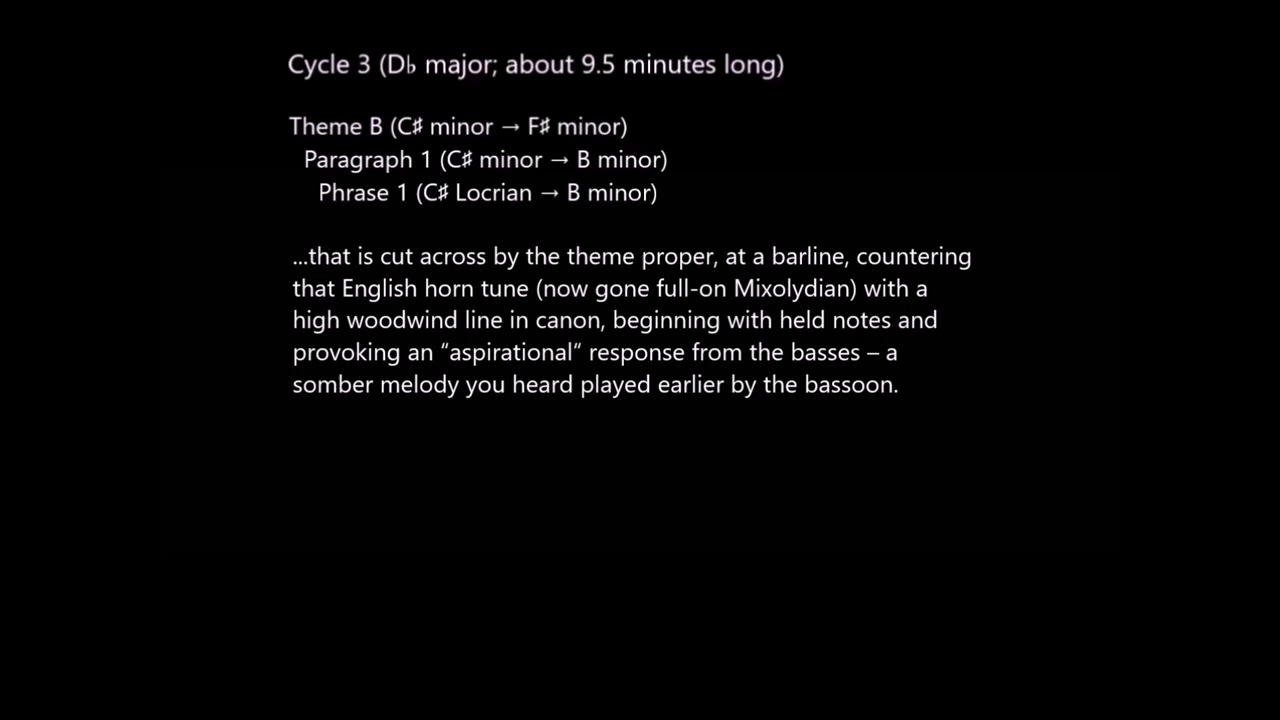 Cycle 3 (D♭ major; about 9.5 minutes long)
Theme B (C♯ minor → F♯ minor)
Paragraph 1 (C♯ minor → B minor)
Phrase 1 (C♯ Locrian → B minor)
...that is cut across by the theme proper, at a barline, countering
that English horn tune (now gone full-on Mixolydian) with a
high woodwind line in canon, beginning with held notes and
provoking an “aspirational“ response from the basses – a
somber melody you heard played earlier by the bassoon.